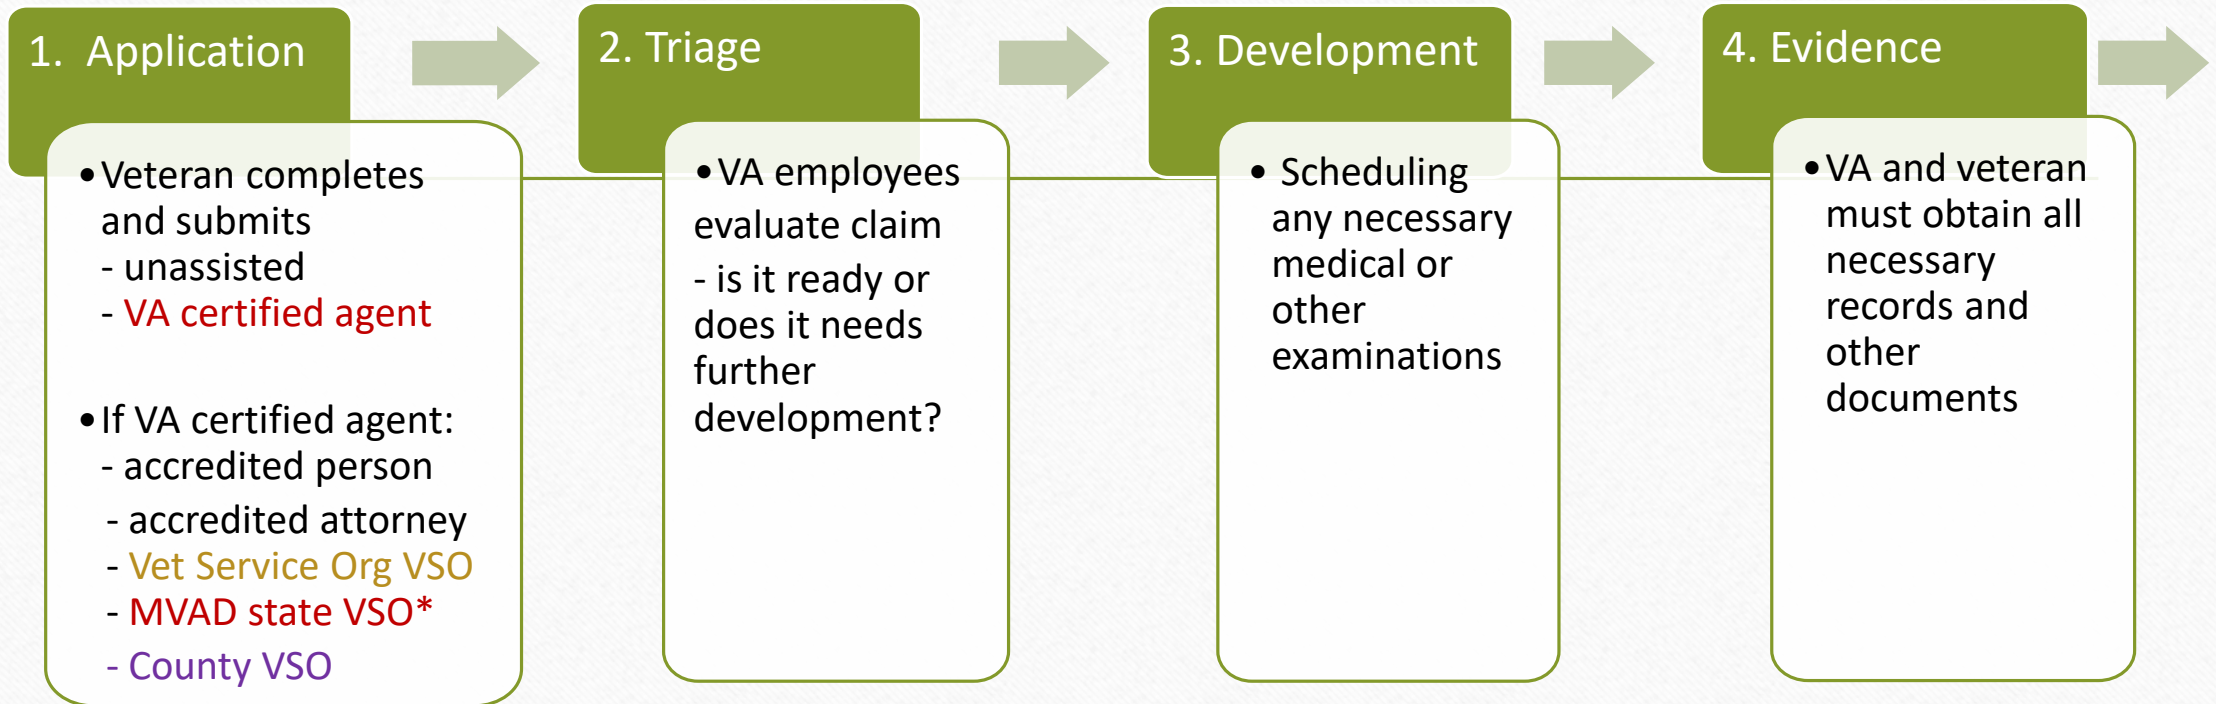 1. Application
•Veteran completes
and submits
- unassisted
- VA certified agent
•If VA certified agent:
- accredited person
- accredited attorney
- Vet Service Org VSO
- MVAD state VSO*
- County VSO
2. Triage
•VA employees
evaluate claim
- is it ready or
does it needs
further
development?
3. Development
• Scheduling
any necessary
medical or
other
examinations
4. Evidence
•VA and veteran
must obtain all
necessary
records and
other
documents